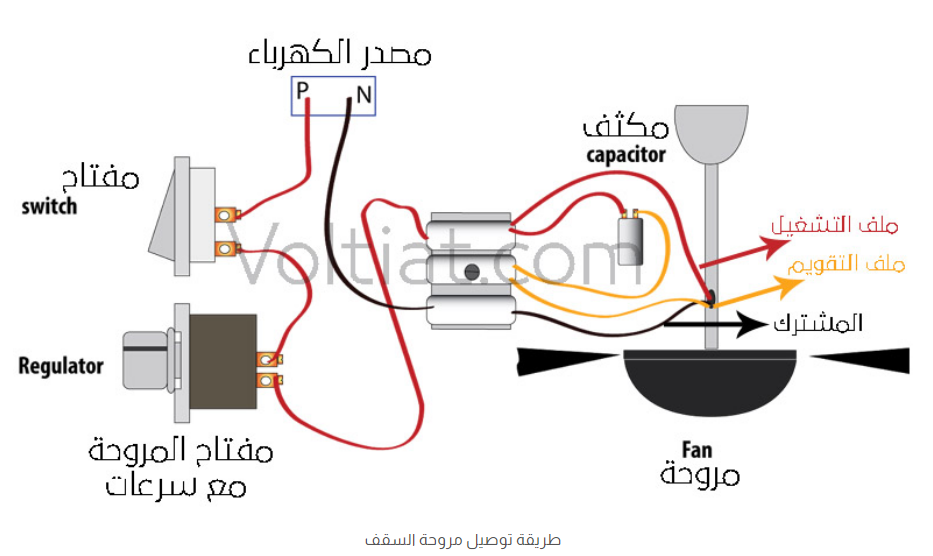 مصدر الكهرباء
P N
مكثف
capacitor
مفتاح
switch
Voltiat.com
ملف التشغيل
ملف التقويم
المشترك
Regulator
مفتاح المروحة
مع سرعات
Fan
مروحة
طريقة توصيل مروحة السقف